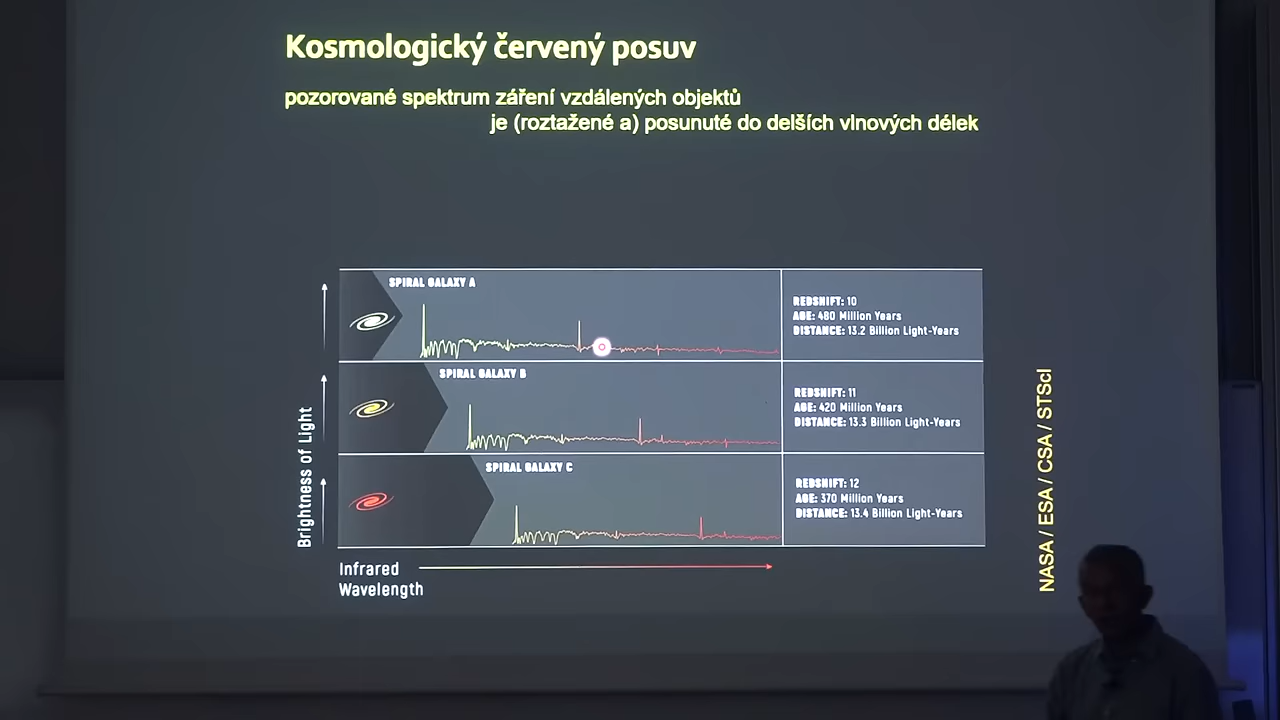 Kosmologický červený posuv
pozorované spektrum záření vzdálených objektů
je (roztažené a) posunuté do delších vlnových délek
SPIRAL GALAXY A
REDSHIFT: 10
AGE: 480 Million Years
DISTANCE: 13.2 Billion Light-Years
SPIRAL GALAXY B
REDSHIFT: 11
AGE: 420 Million Years
DISTANCE: 13.3 Billion Light-Years
SPIRAL GALAXY C
REDSHIFT: 12
AGE: 370 Million Years
DISTANCE: 13.4 Billion Light-Years
Brightness of Light
Infrared
Wavelength
NASA / ESA / CSA / STScI